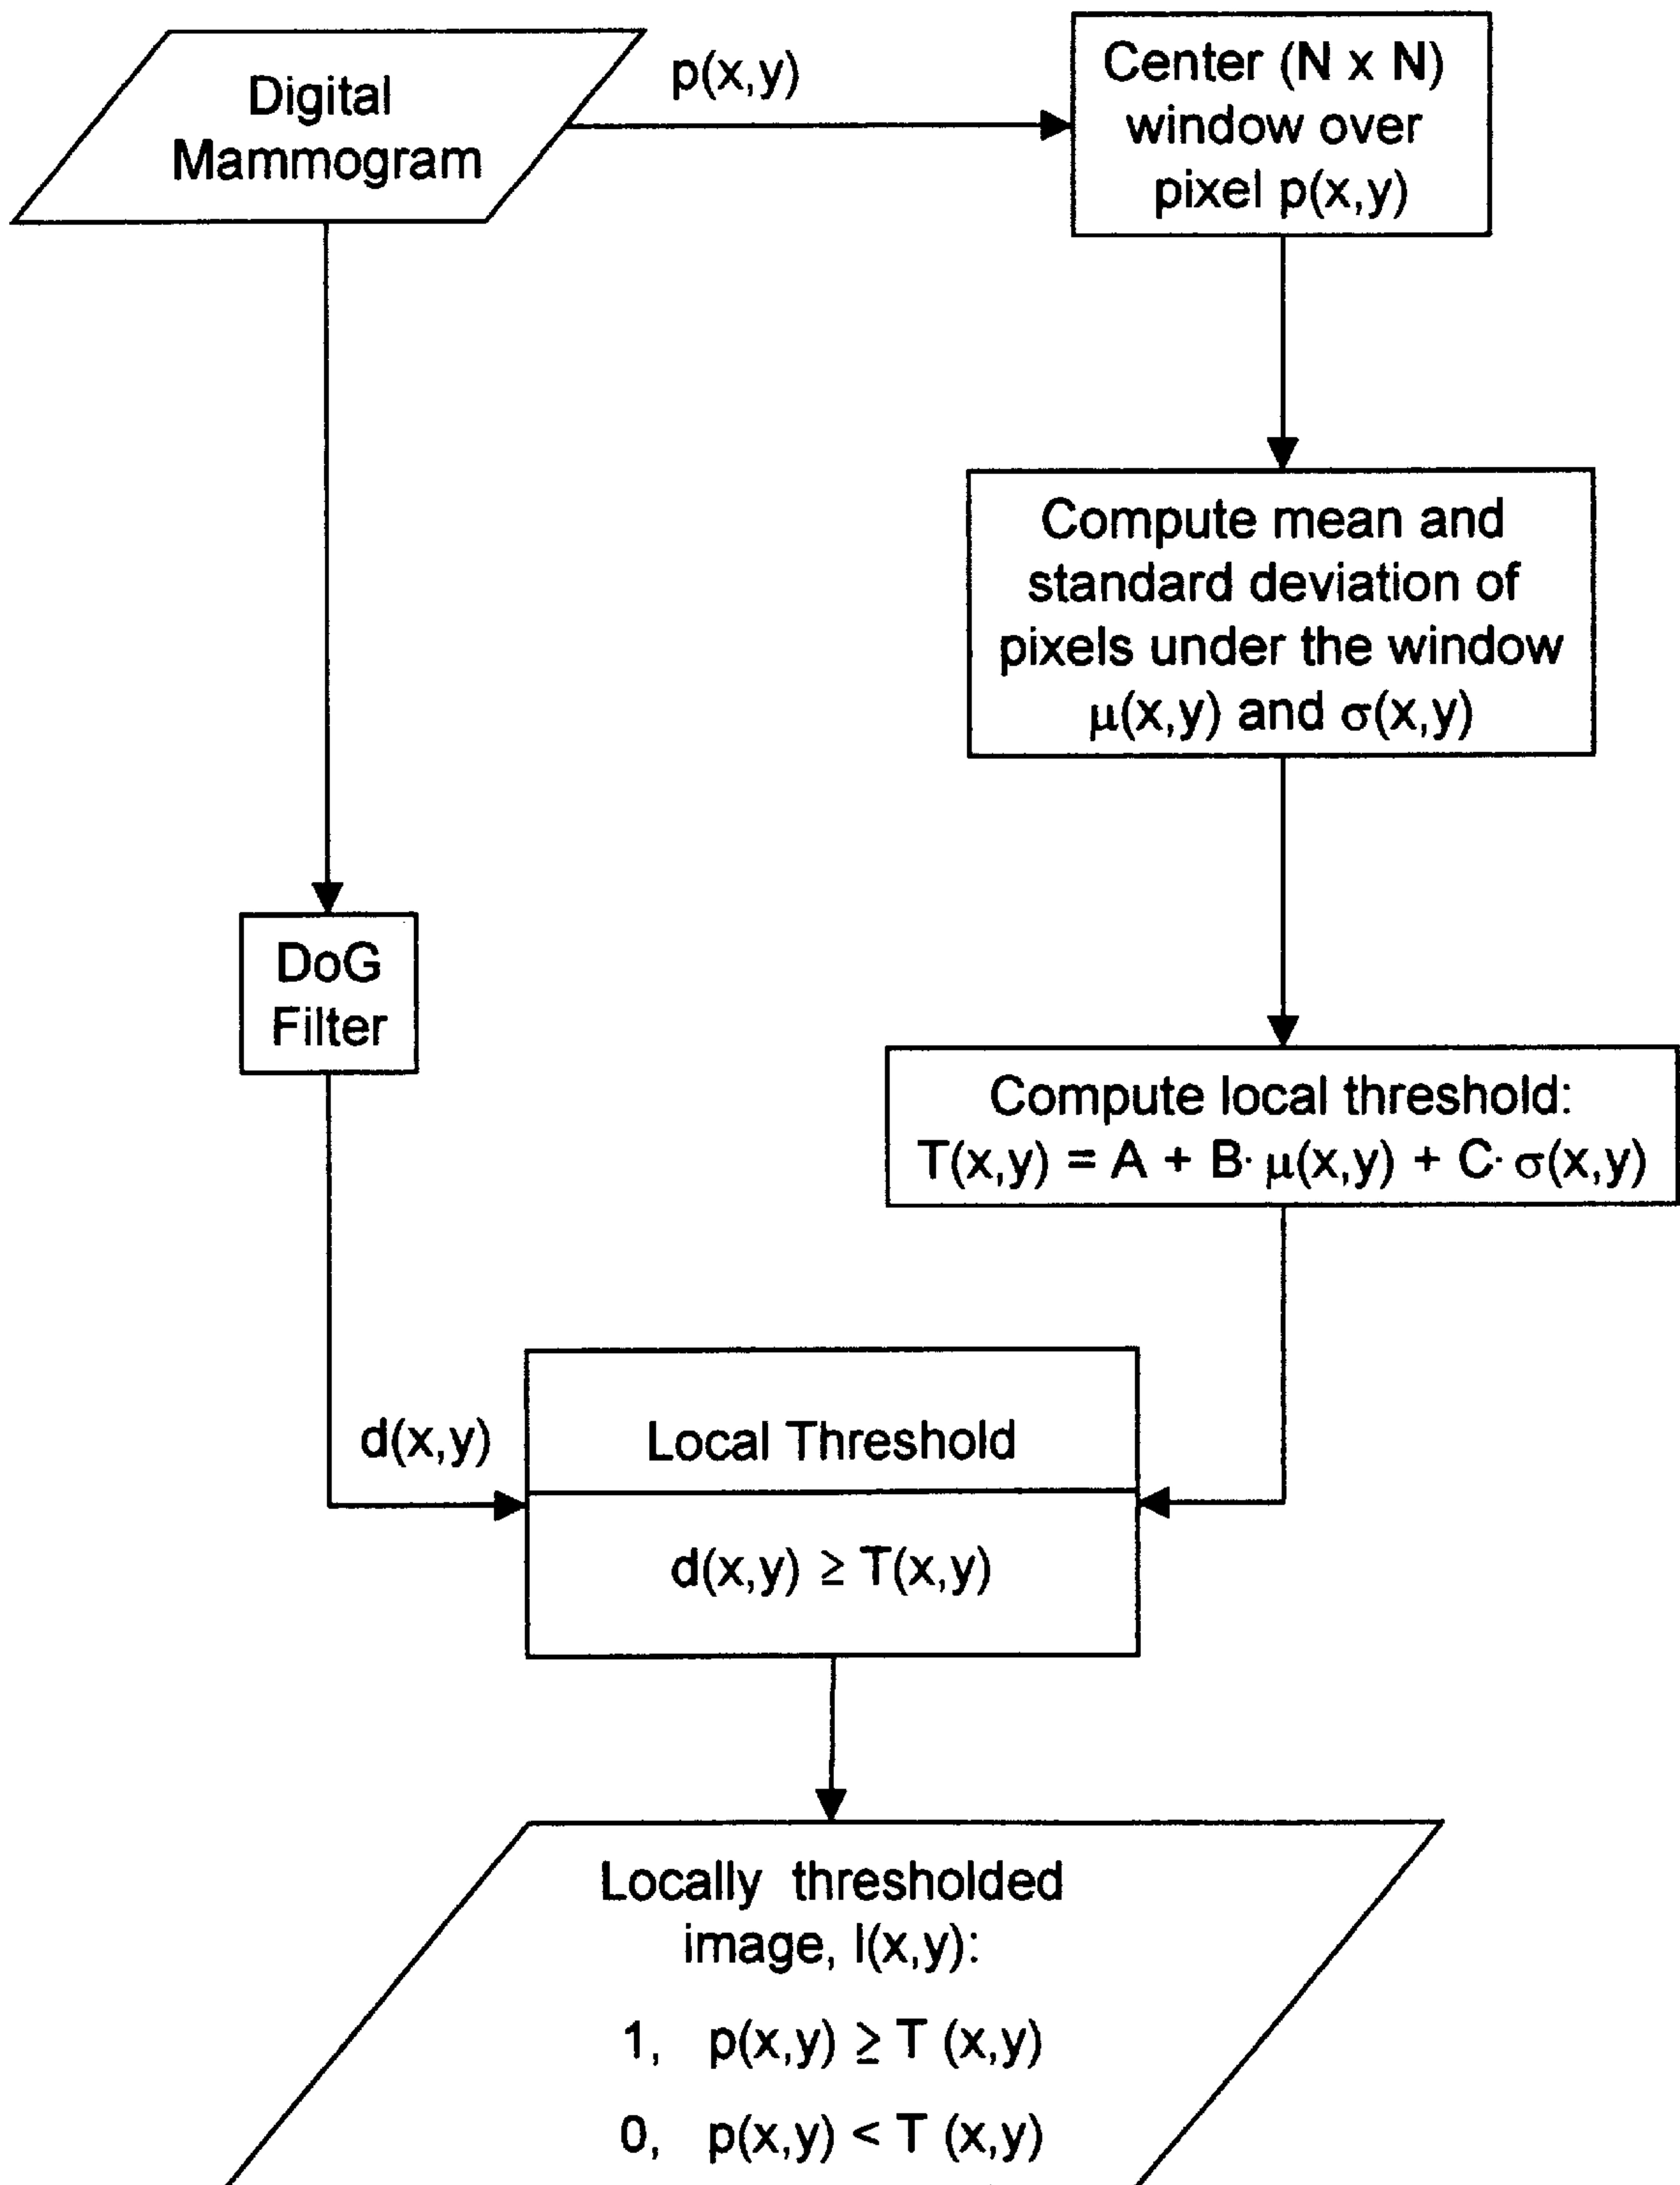 Digital
Mammogram
p(x,y)
Center (N x N)
window over
pixel p(x,y)
Compute mean and
standard deviation of
pixels under the window
μ(x,y) and σ(x,y)
DoG
Filter
Compute local threshold:
T(x,y) = A + B· μ(x,y) + C· σ(x,y)
d(x,y)
Local Threshold
d(x,y) ≥ T(x,y)
Locally thresholded
image, I(x,y):
1, p(x,y) ≥ T (x,y)
0, p(x,y) < T (x,y)